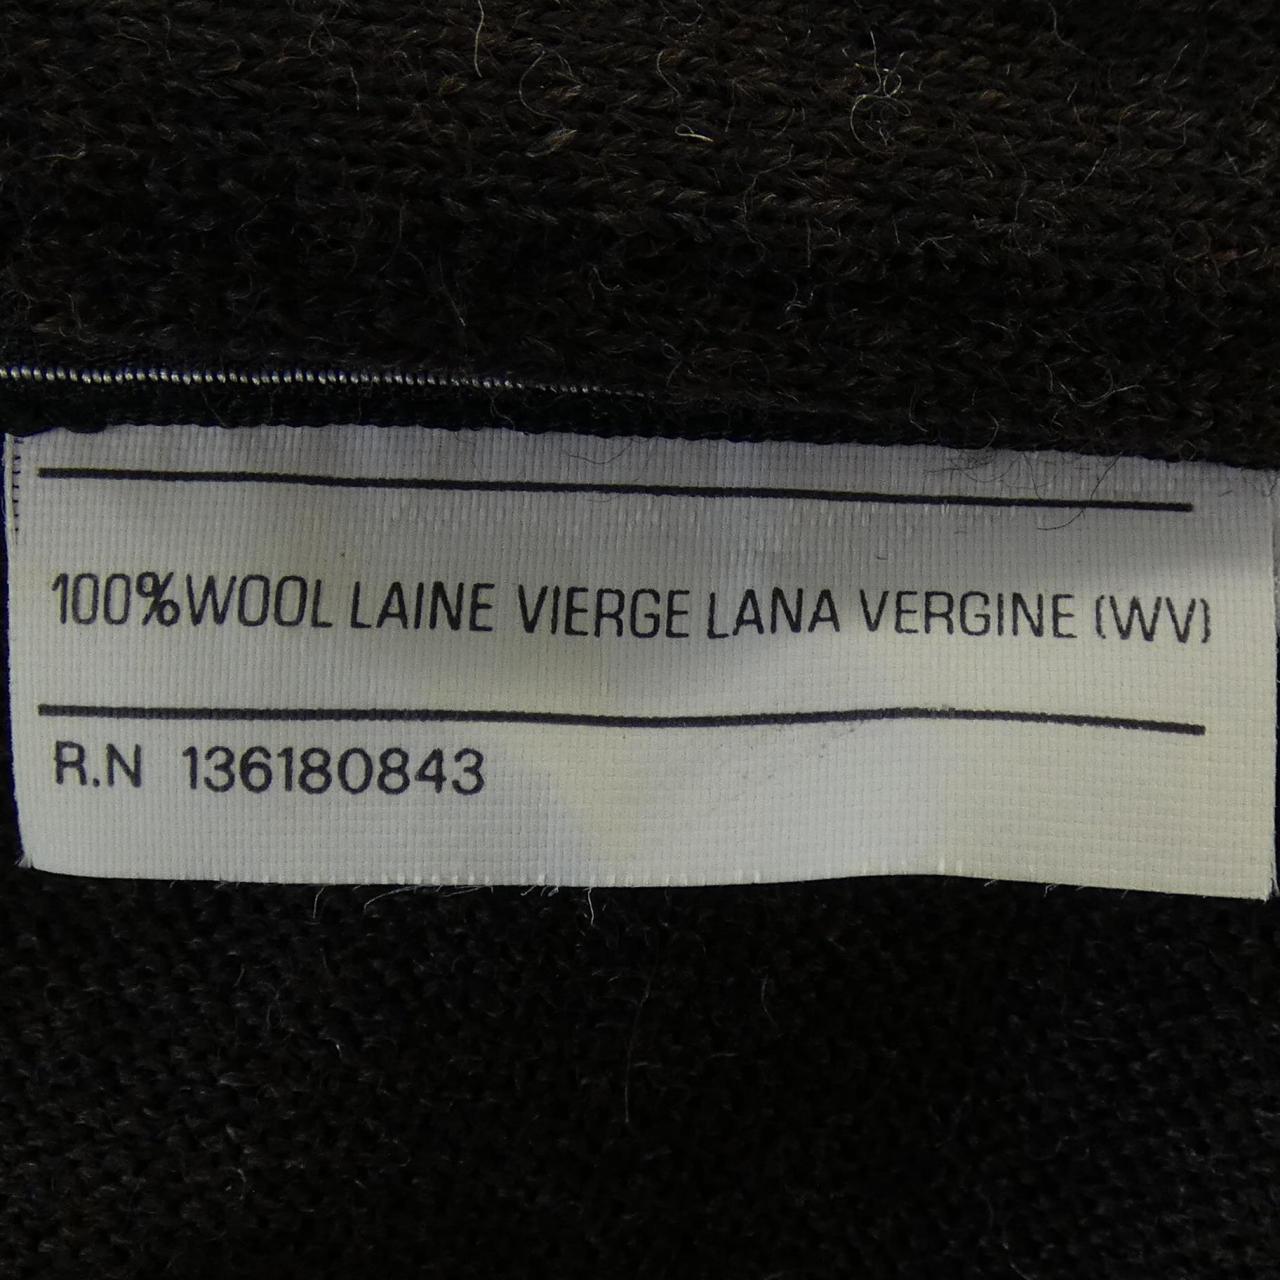 100%WOOL LAINE VIERGE LANA VERGINE (WV)
R.N 136180843